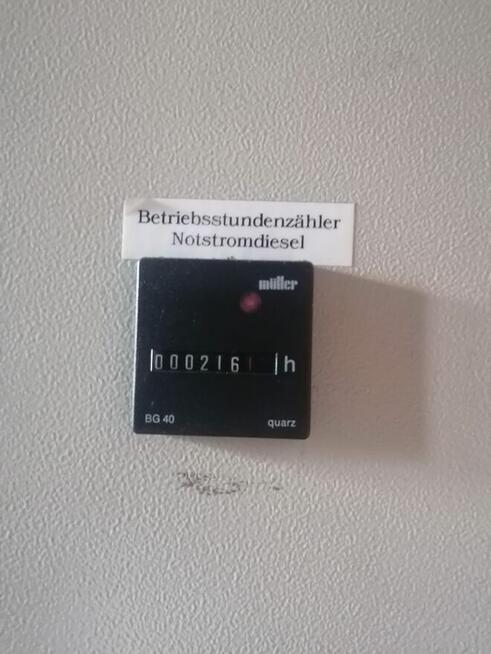 Betriebsstundenzähler
Notstromdiesel
müller
000216 h
BG 40 quarz